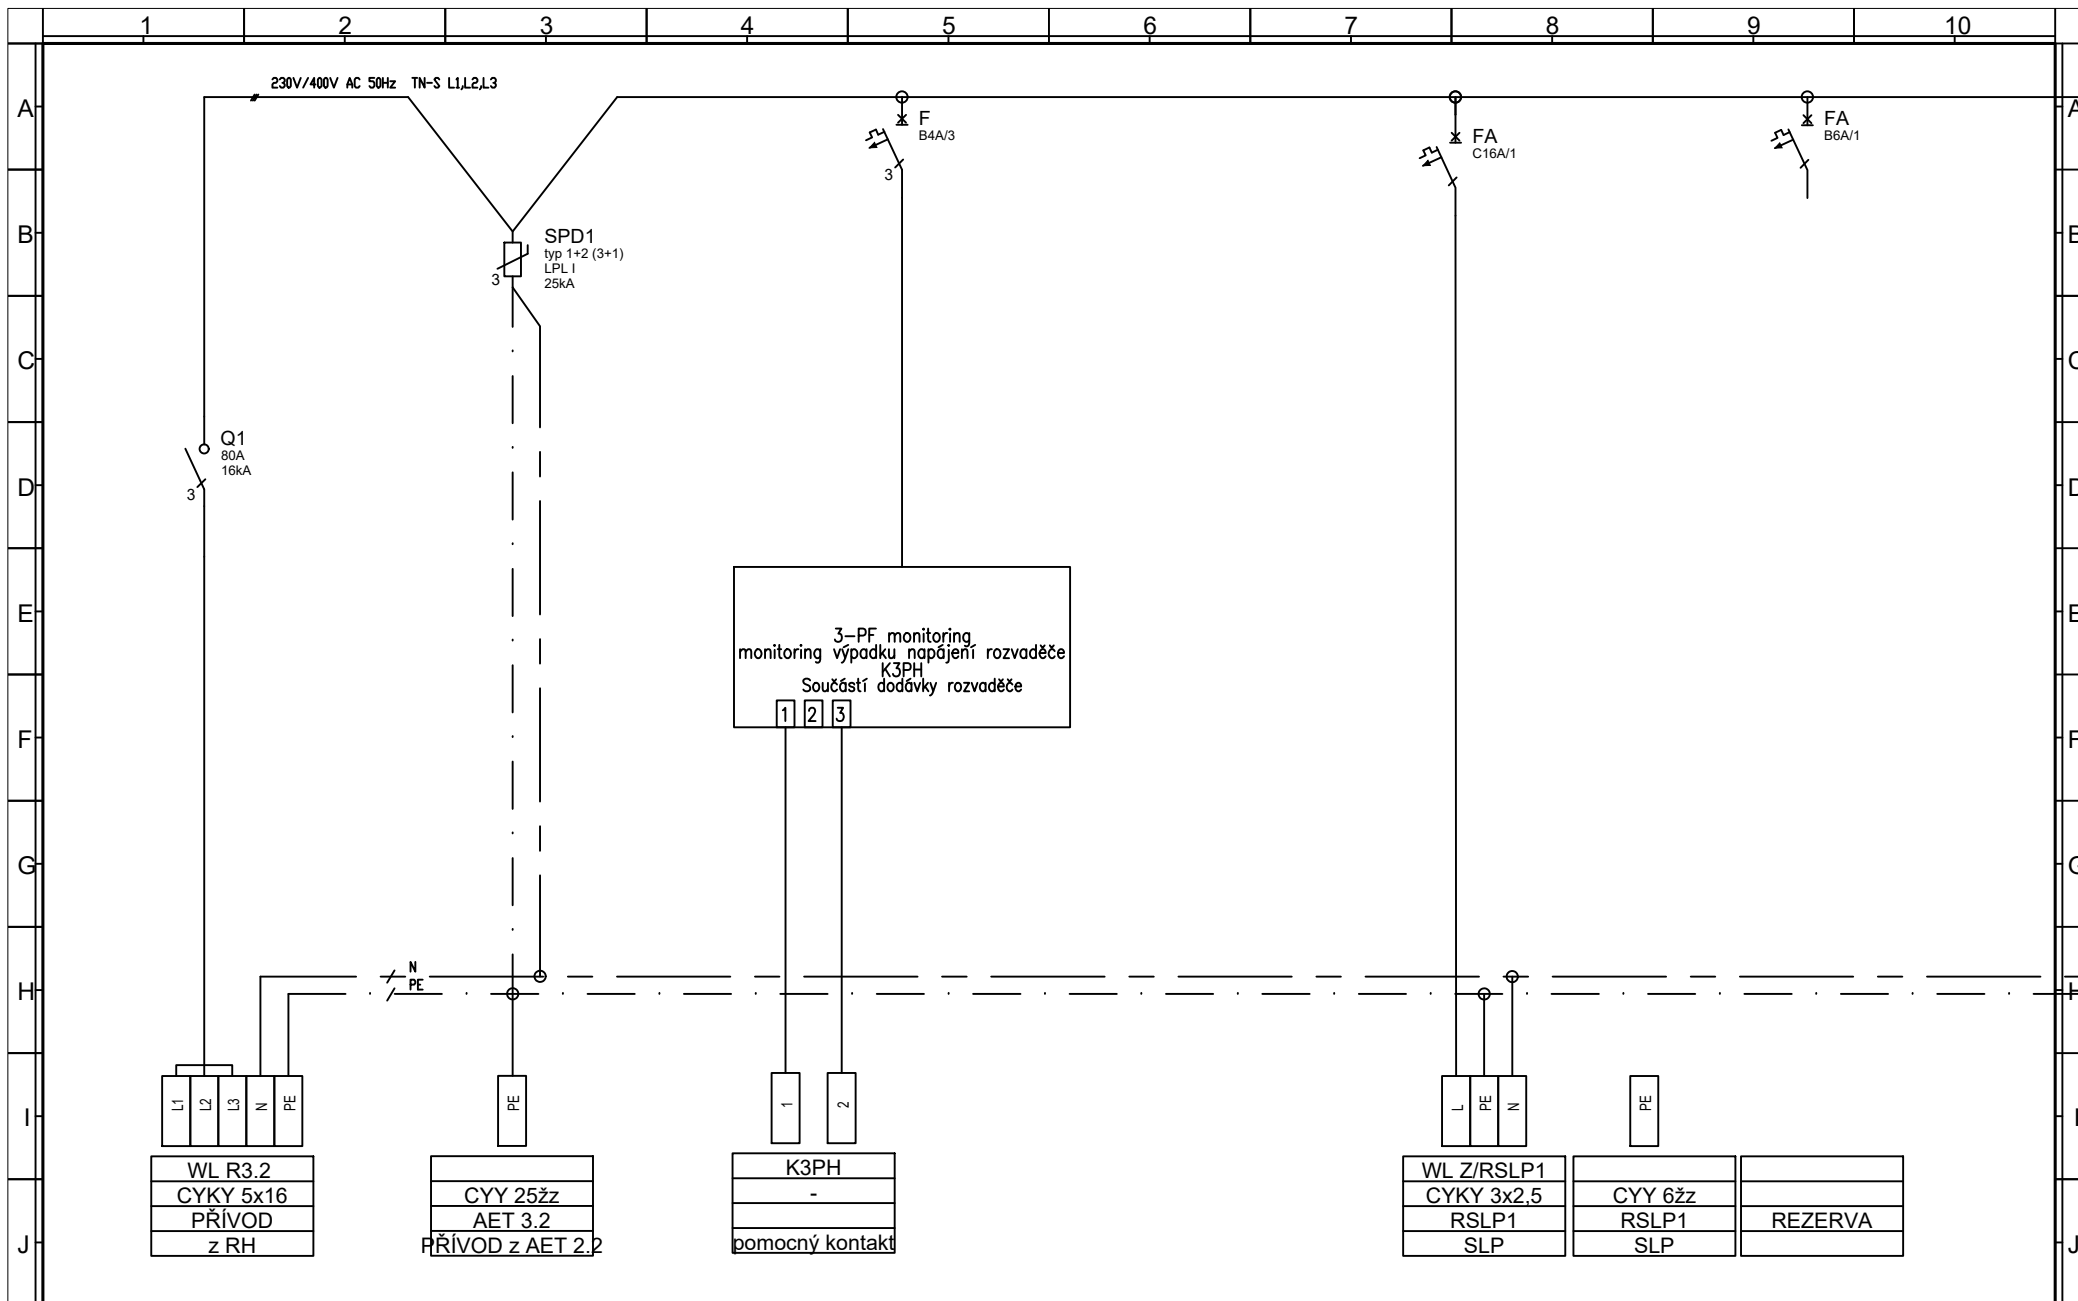 1 2 3 4 5 6 7 8 9 10
A A
230V/400V AC 50Hz TN-S L1,L2,L3
F
B4A/3
3
FA
C16A/1
FA
B6A/1
B B
SPD1
typ 1+2 (3+1)
LPL I
25kA
3
C C
Q1
80A
16kA
3
D D
E E
3-PF monitoring
monitoring výpadku napájení rozvaděče
K3PH
Součástí dodávky rozvaděče
1 2 3
F F
G G
N
PE
H H
L1 L2 L3 N PE
PE
1 2
L PE N
PE
I I
WL R3.2
CYKY 5x16
PŘÍVOD
z RH
CYY 25žz
AET 3.2
PŘÍVOD z AET 2.2
K3PH
-
pomocný kontakt
WL Z/RSLP1
CYKY 3x2,5
RSLP1
SLP
CYY 6žz
RSLP1
SLP
REZERVA
J J